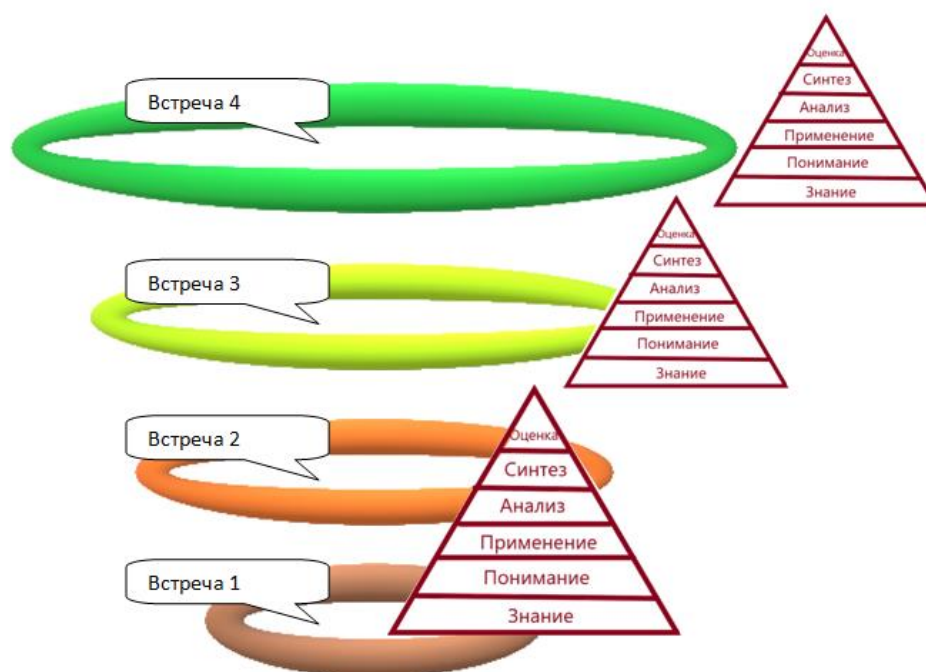 Встреча 4
Оценка
Синтез
Анализ
Применение
Понимание
Знание
Встреча 3
Оценка
Синтез
Анализ
Применение
Понимание
Знание
Встреча 2
Оценка
Синтез
Анализ
Применение
Понимание
Знание
Встреча 1